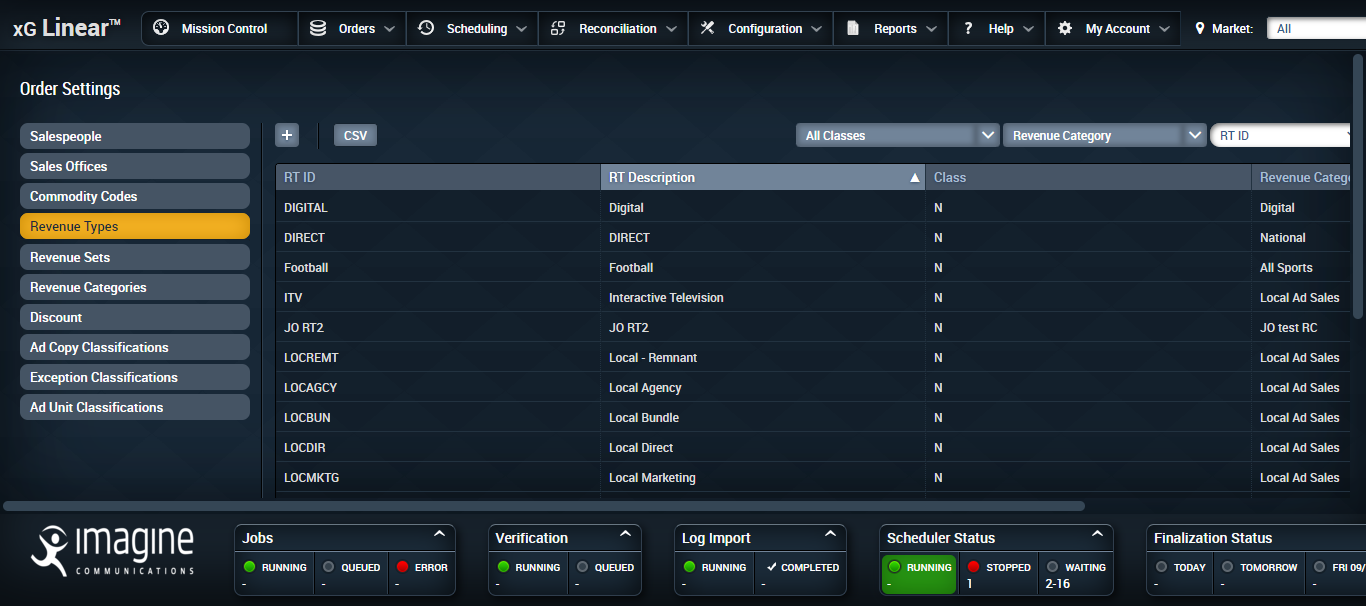 xG Linear™ Mission Control Orders Scheduling Reconciliation Configuration Reports ? Help My Account Market: All
Order Settings
Salespeople
Sales Offices
Commodity Codes
Revenue Types
Revenue Sets
Revenue Categories
Discount
Ad Copy Classifications
Exception Classifications
Ad Unit Classifications
+ CSV All Classes Revenue Category RT ID
RT ID RT Description Class Revenue Categ
DIGITAL Digital N Digital
DIRECT DIRECT N National
Football Football N All Sports
ITV Interactive Television N Local Ad Sales
JO RT2 JO RT2 N JO test RC
LOCREMT Local - Remnant N Local Ad Sales
LOCAGCY Local Agency N Local Ad Sales
LOCBUN Local Bundle N Local Ad Sales
LOCDIR Local Direct N Local Ad Sales
LOCMKTG Local Marketing N Local Ad Sales
imagine
COMMUNICATIONS
Jobs
RUNNING QUEUED ERROR
- - -
Verification
RUNNING QUEUED
- -
Log Import
RUNNING COMPLETED
- -
Scheduler Status
RUNNING STOPPED WAITING
- 1 2-16
Finalization Status
TODAY TOMORROW FRI 09/
- - -